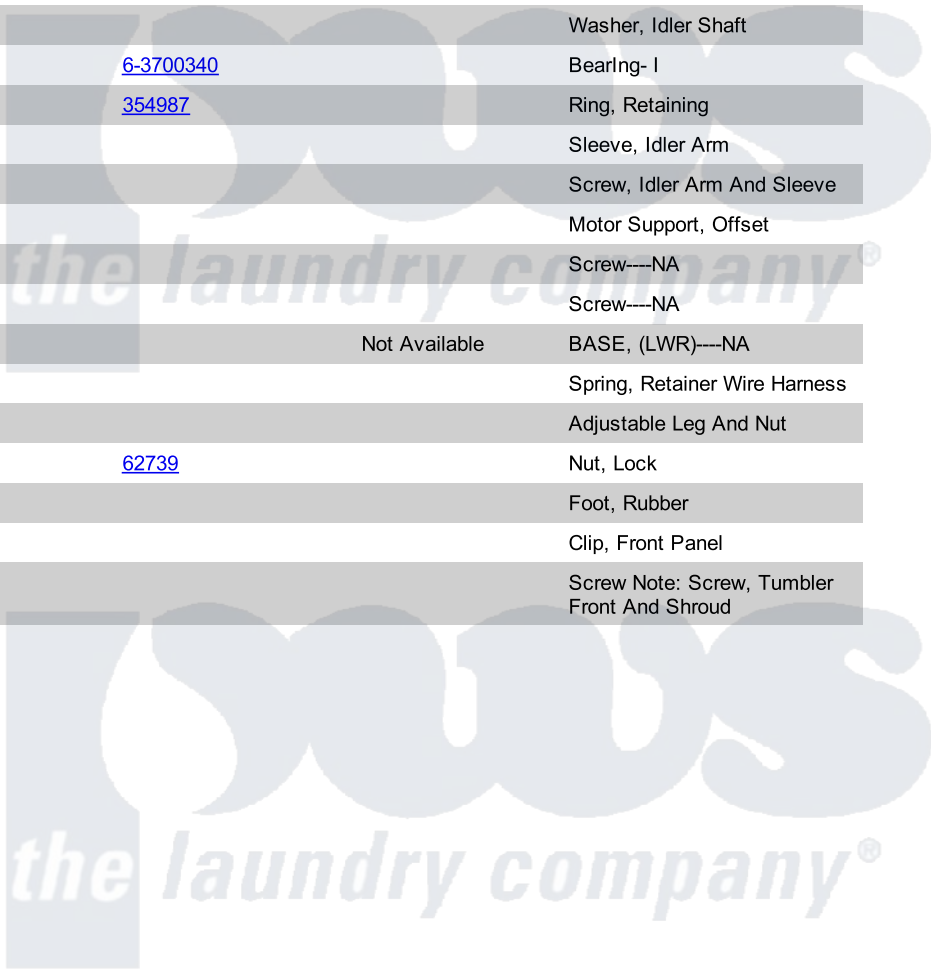 Washer, Idler Shaft
6-3700340 BearIng- I
354987 Ring, Retaining
Sleeve, Idler Arm
Screw, Idler Arm And Sleeve
Motor Support, Offset
Screw----NA
Screw----NA
Not Available BASE, (LWR)----NA
Spring, Retainer Wire Harness
Adjustable Leg And Nut
62739 Nut, Lock
Foot, Rubber
Clip, Front Panel
Screw Note: Screw, Tumbler
Front And Shroud
pws
the laundry company®
pws
the laundry company®